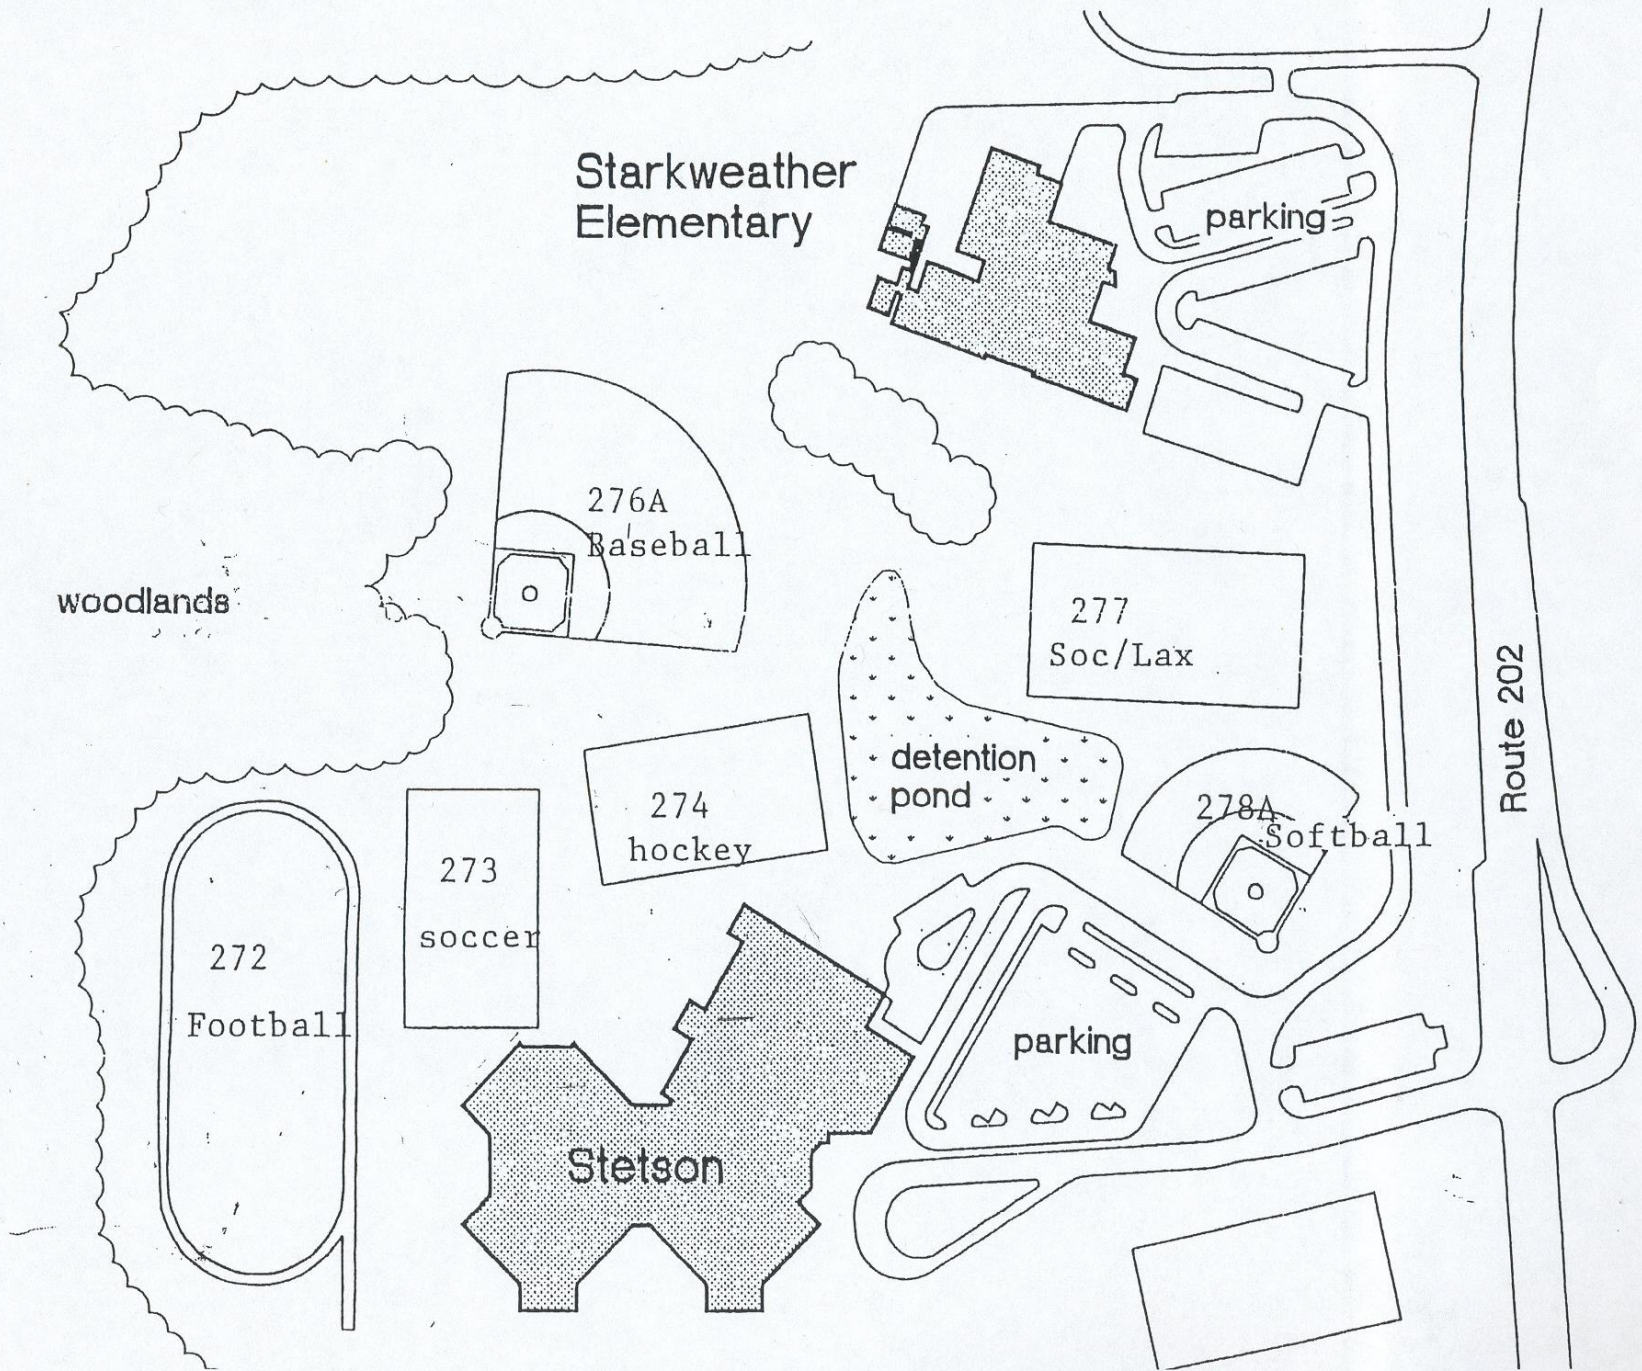 Starkweather
Elementary
parking
276A
Baseball
woodlands
277
Soc/Lax
Route 202
detention
pond
274
hockey
278A
Softball
273
soccer
272
Football
parking
Stetson